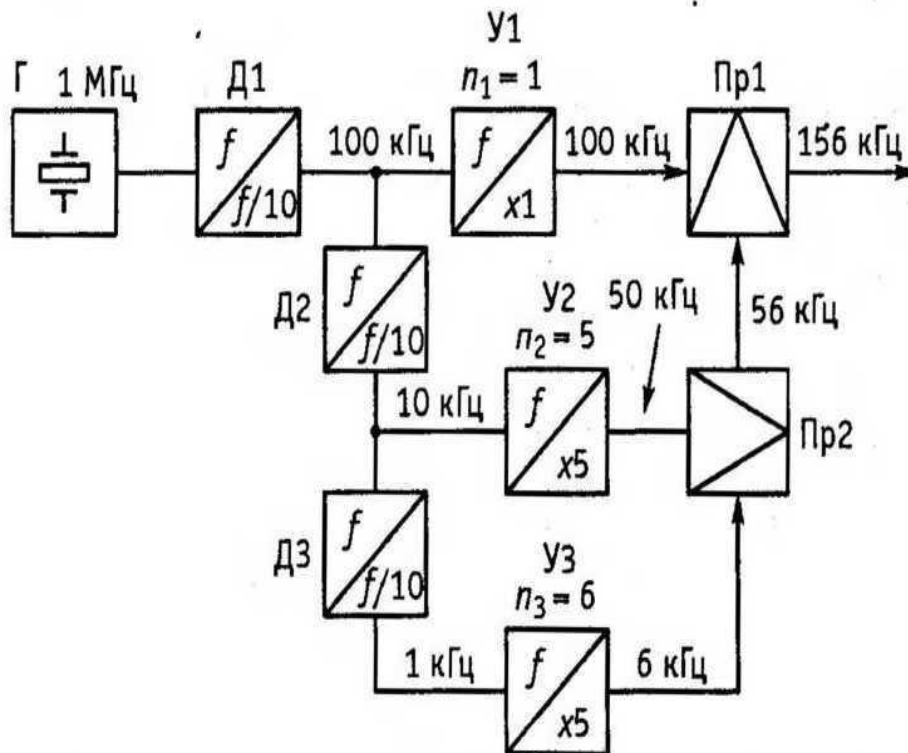 У1
Г 1 МГц Д1 n₁ = 1 Пр1
f f/10
100 кГц
f x1
100 кГц
156 кГц
Д2
f f/10
У2
n₂ = 5
50 кГц
56 кГц
10 кГц
f x5
Пр2
Д3
f f/10
У3
n₃ = 6
1 кГц
f x5
6 кГц